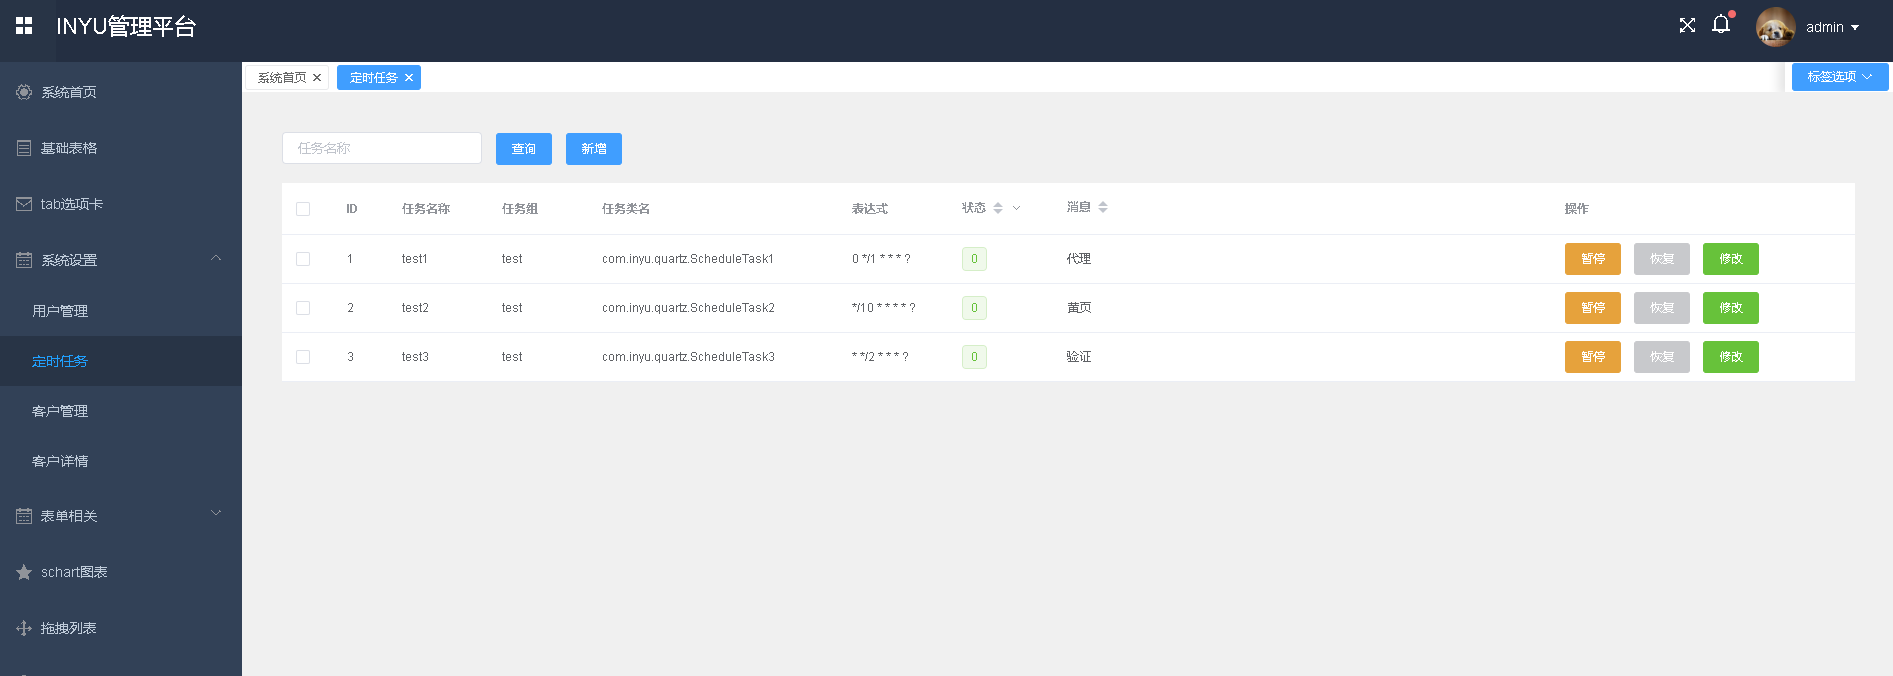 INYU管理平台
admin
系统首页
基础表格
tab选项卡
系统设置
用户管理
定时任务
客户管理
客户详情
表单相关
schart图表
拖拽列表
系统首页 定时任务 标签选项
任务名称 查询 新增
ID 任务名称 任务组 任务类名 表达式 状态 消息 操作
1 test1 test com.inyu.quartz.ScheduleTask1 0 */1 * * * ? 0 代理 暂停 恢复 修改
2 test2 test com.inyu.quartz.ScheduleTask2 */10 * * * * ? 0 黄页 暂停 恢复 修改
3 test3 test com.inyu.quartz.ScheduleTask3 * */2 * * * ? 0 验证 暂停 恢复 修改